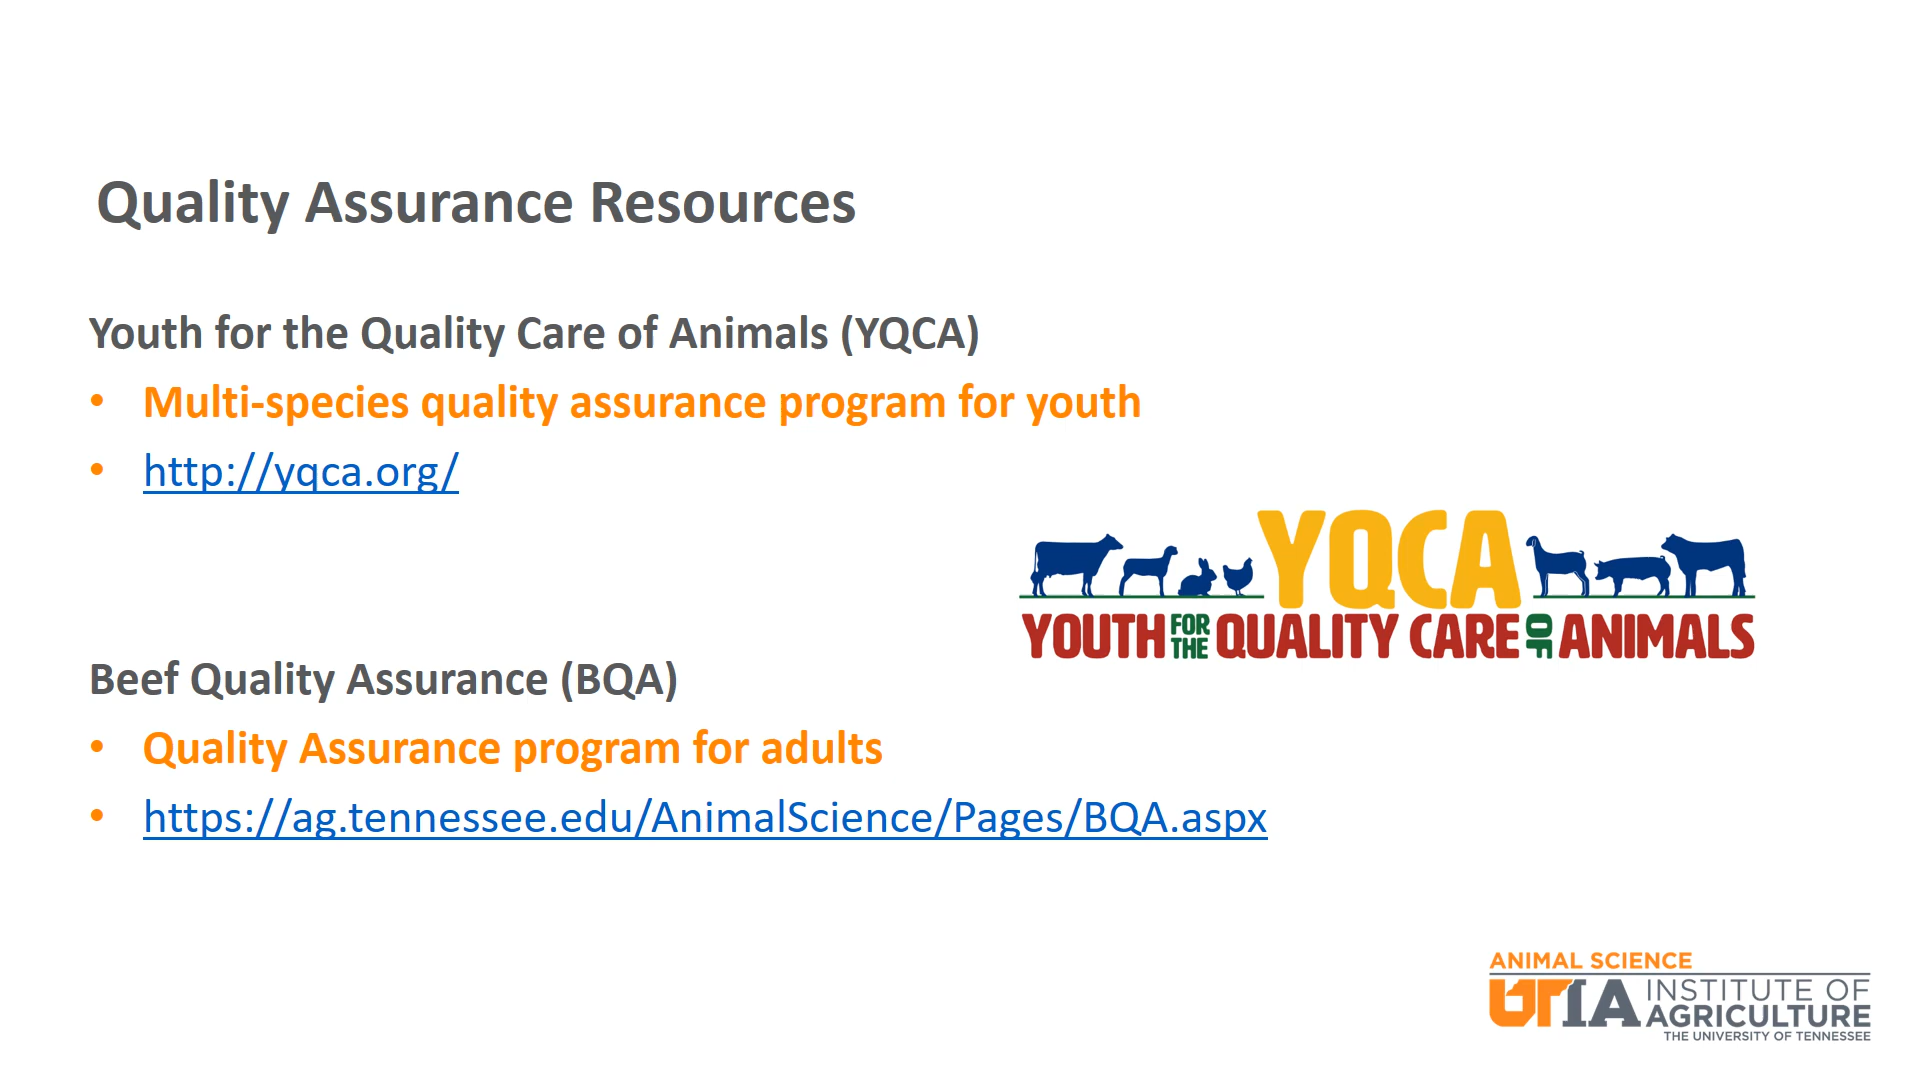 Quality Assurance Resources
Youth for the Quality Care of Animals (YQCA)
• Multi-species quality assurance program for youth
• http://yqca.org/
YQCA
YOUTH FOR THE QUALITY CARE OF ANIMALS
Beef Quality Assurance (BQA)
• Quality Assurance program for adults
• https://ag.tennessee.edu/AnimalScience/Pages/BQA.aspx
ANIMAL SCIENCE
UTIA INSTITUTE OF
AGRICULTURE
THE UNIVERSITY OF TENNESSEE